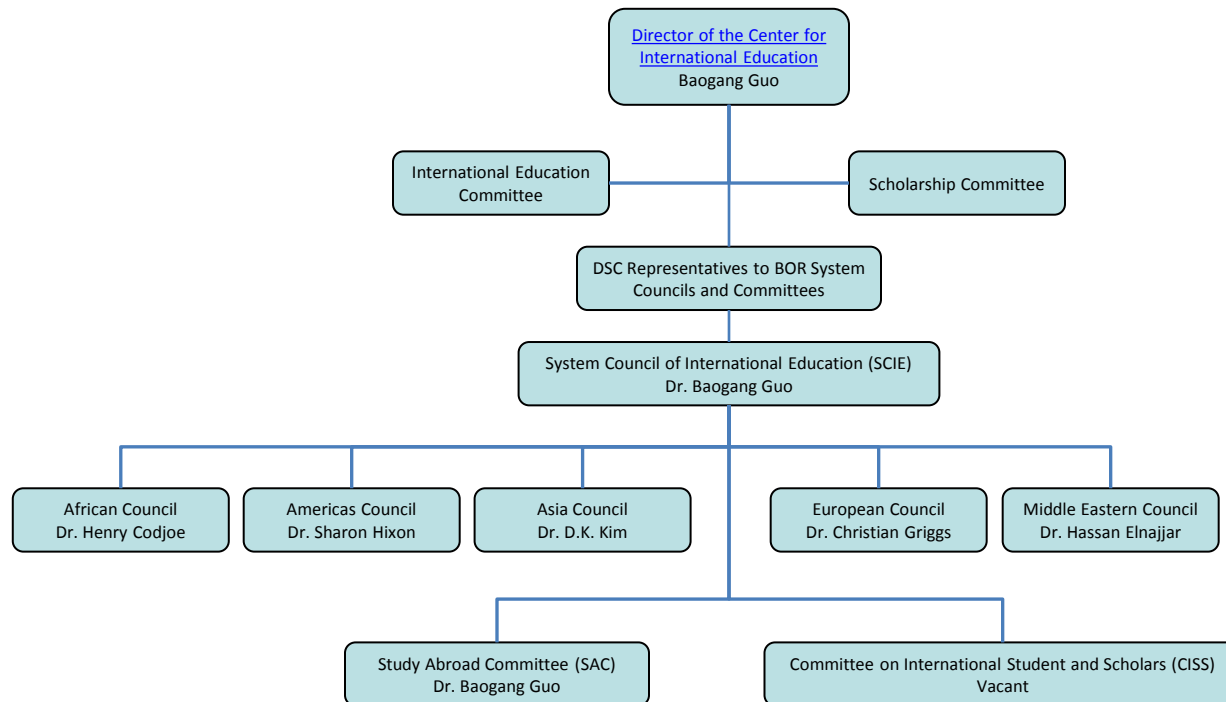 Director of the Center for
International Education
Baogang Guo
International Education
Committee
Scholarship Committee
DSC Representatives to BOR System
Councils and Committees
System Council of International Education (SCIE)
Dr. Baogang Guo
African Council
Dr. Henry Codjoe
Americas Council
Dr. Sharon Hixon
Asia Council
Dr. D.K. Kim
European Council
Dr. Christian Griggs
Middle Eastern Council
Dr. Hassan Elnajjar
Study Abroad Committee (SAC)
Dr. Baogang Guo
Committee on International Student and Scholars (CISS)
Vacant